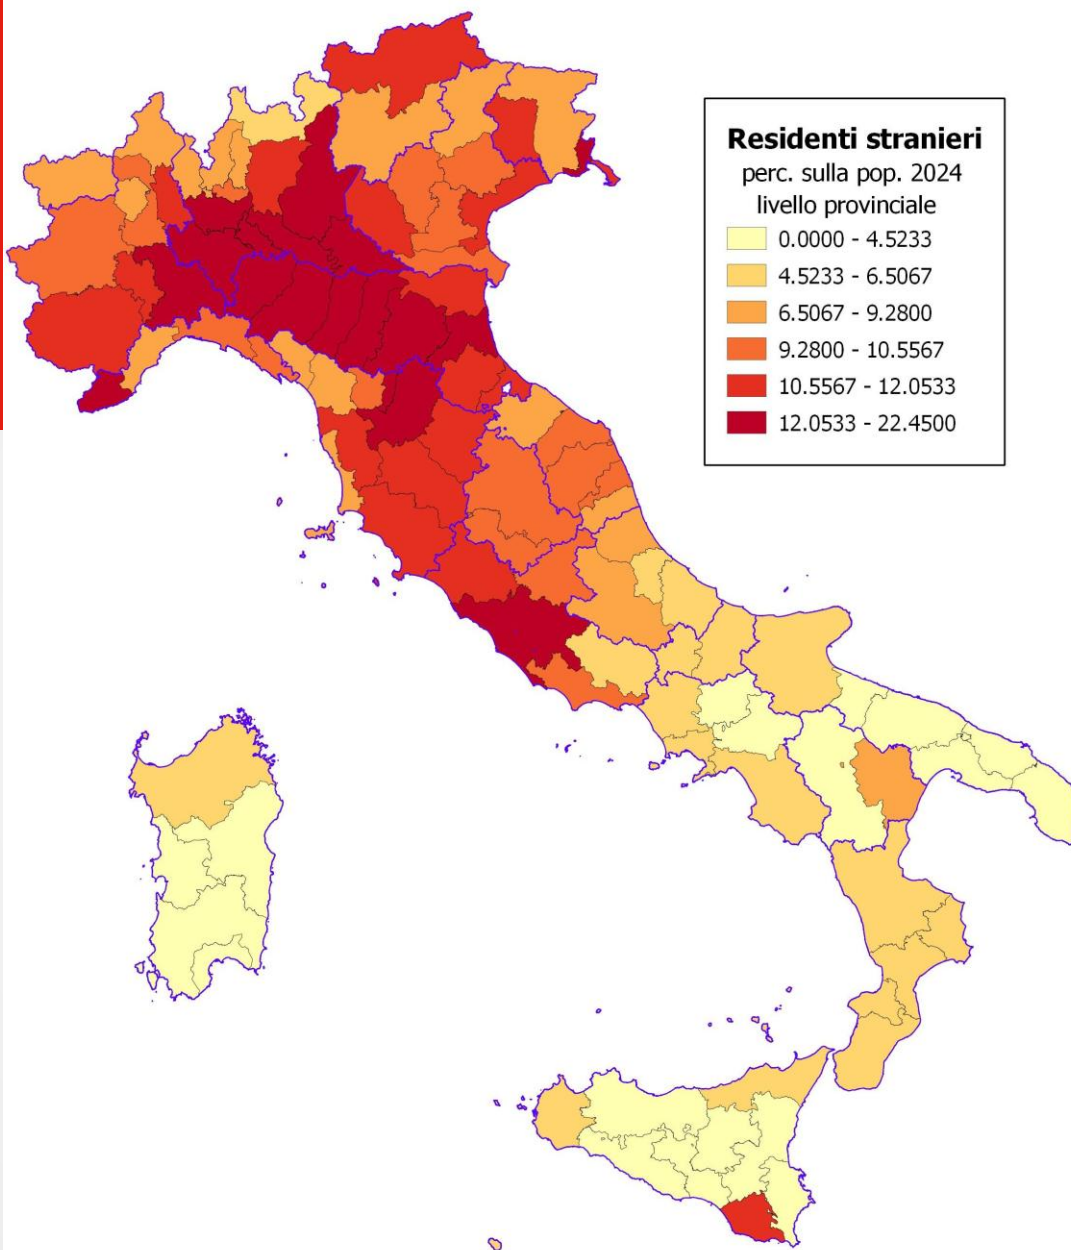 Residenti stranieri
perc. sulla pop. 2024
livello provinciale
0.0000 - 4.5233
4.5233 - 6.5067
6.5067 - 9.2800
9.2800 - 10.5567
10.5567 - 12.0533
12.0533 - 22.4500